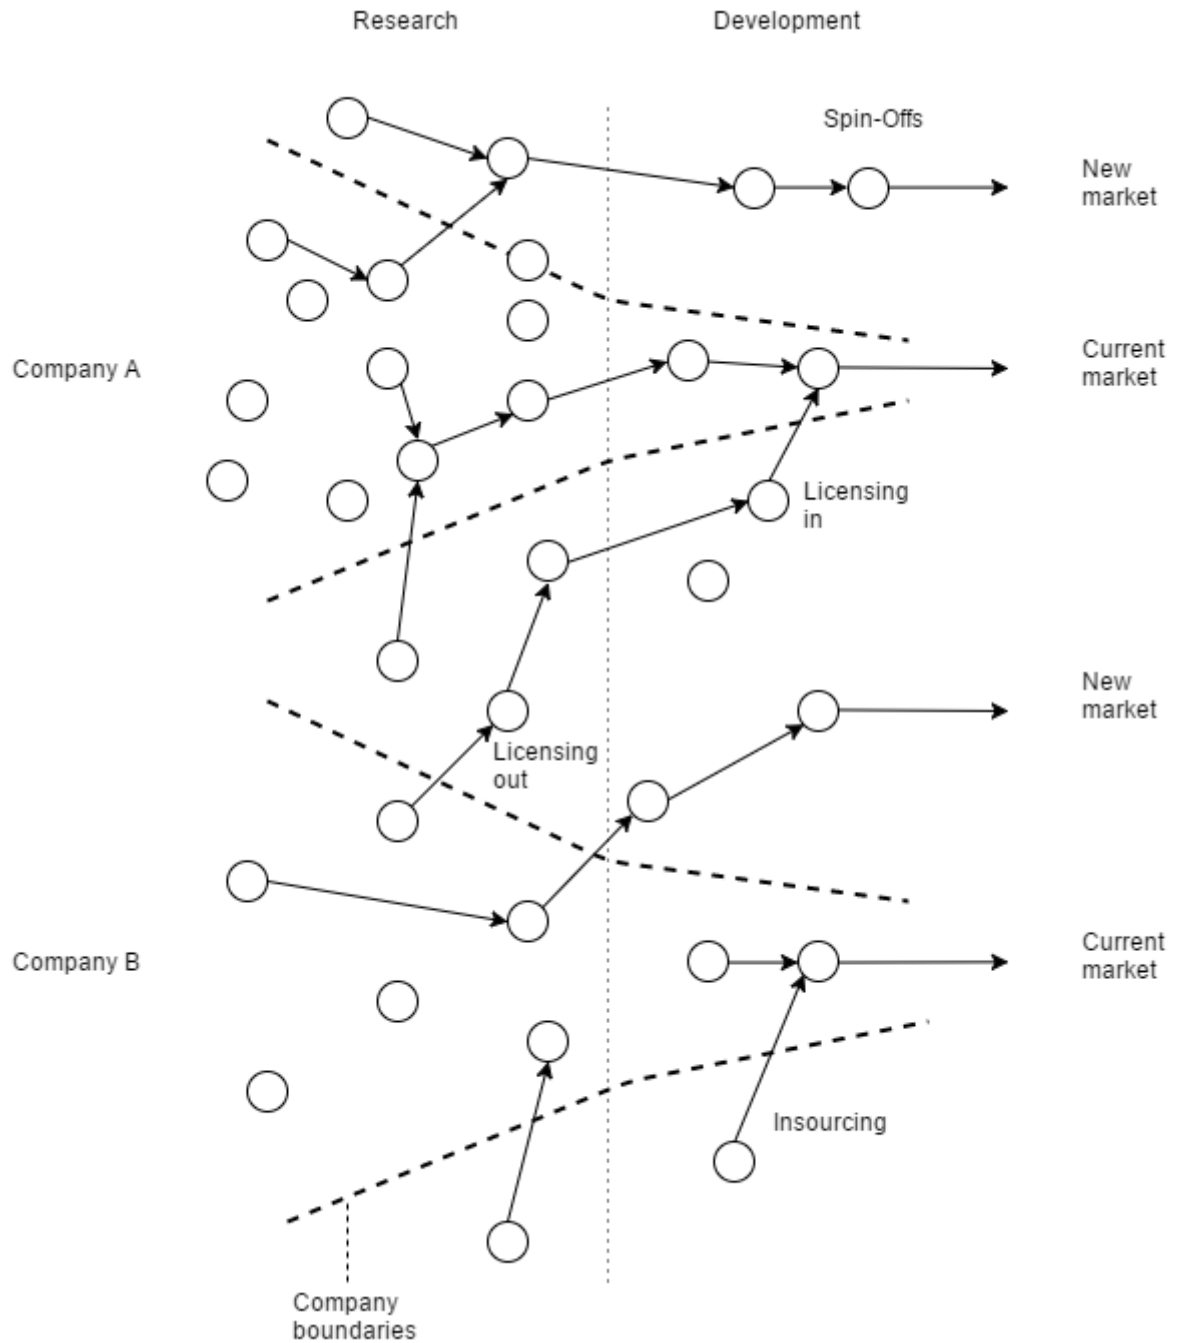 Research
Development
Spin-Offs
New
market
Company A
Current
market
Licensing
in
New
market
Licensing
out
Company B
Current
market
Insourcing
Company
boundaries